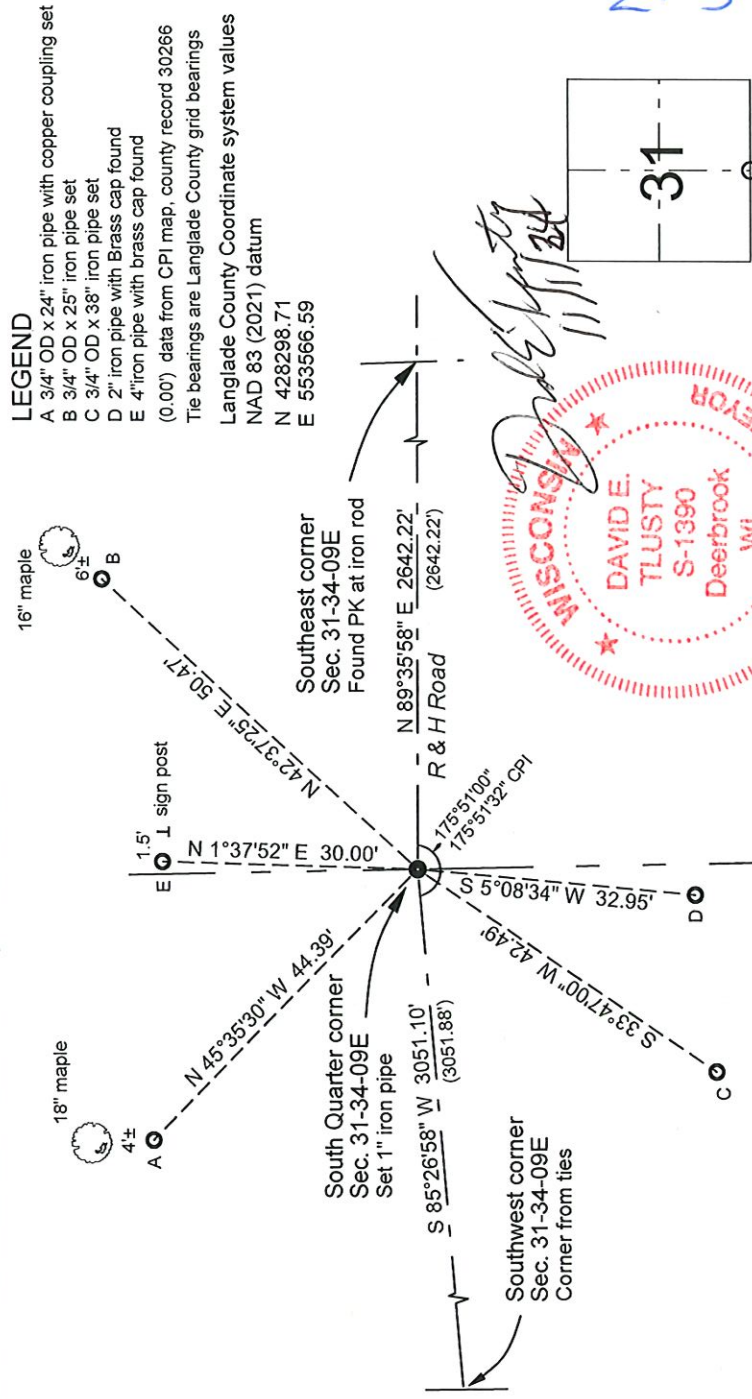 LEGEND
A 3/4" OD x 24" iron pipe with copper coupling set
B 3/4" OD x 25" iron pipe set
C 3/4" OD x 38" iron pipe set
D 2" iron pipe with Brass cap found
E 4"iron pipe with brass cap found
(0.00') data from CPI map, county record 30266
Tie bearings are Langlade County grid bearings
Langlade County Coordinate system values
NAD 83 (2021) datum
N 428298.71
E 553566.59
18" maple
4'±
A
N 45°35'30" W 44.39'
1.5'
E
sign post
N 1°37'52" E 30.00'
16" maple
6'±
B
N 42°37'25" E 50.47'
South Quarter corner
Sec. 31-34-09E
Set 1" iron pipe
Southeast corner
Sec. 31-34-09E
Found PK at iron rod
S 85°26'58" W 3051.10'
(3051.88')
N 89°35'58" E 2642.22'
(2642.22')
R & H Road
175°51'00"
175°51'32" CPI
Southwest corner
Sec. 31-34-09E
Corner from ties
S 33°47'00" W 42.49'
C
S 5°08'34" W 32.95'
D
WISCONSIN
DAVID E.
TLUSTY
S-1390
Deerbrook
31